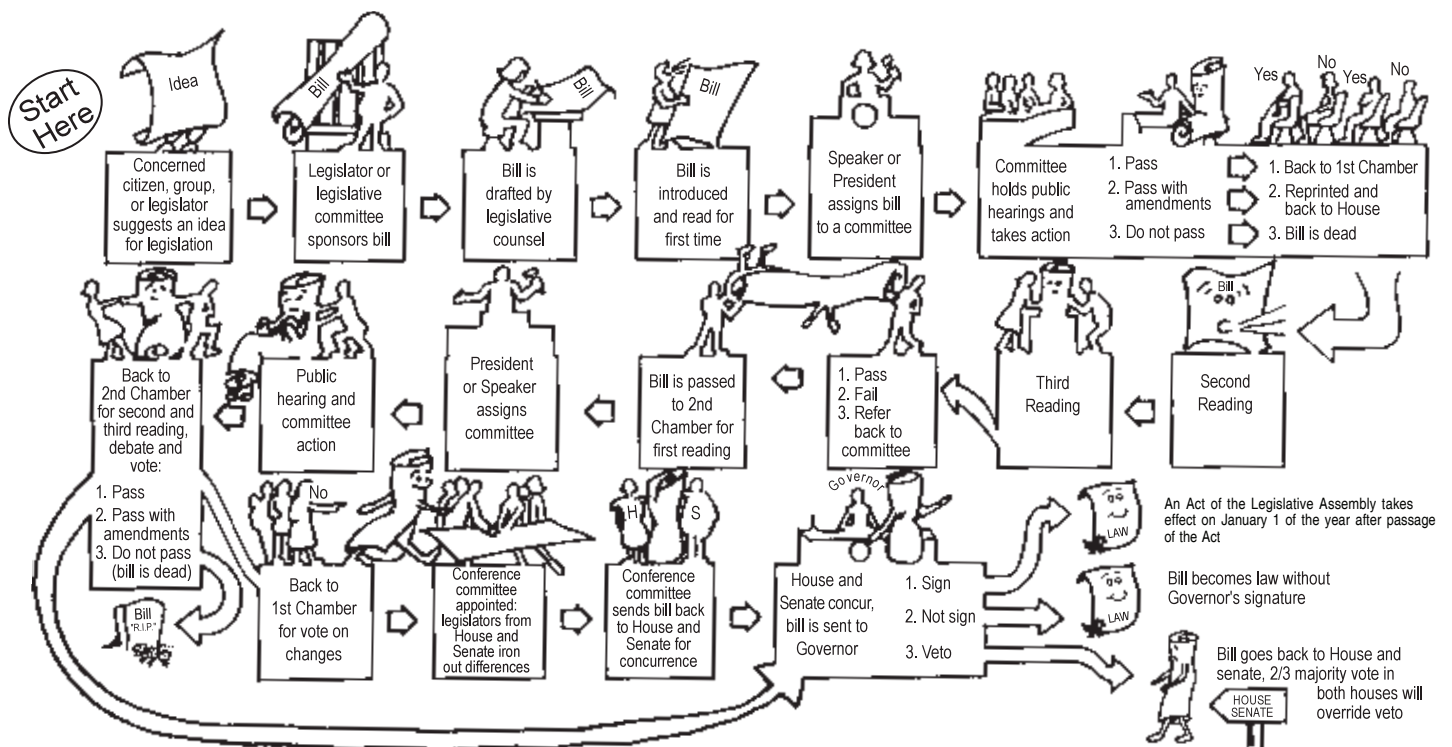 Start
Here
Idea
Concerned
citizen, group,
or legislator
suggests an idea
for legislation
Bill
Legislator or
legislative
committee
sponsors bill
Bill
Bill is
drafted by
legislative
counsel
Bill
Bill is
introduced
and read for
first time
Speaker or
President
assigns bill
to a committee
Committee
holds public
hearings and
takes action
1. Pass
2. Pass with
amendments
3. Do not pass
Yes
No
Yes
No
1. Back to 1st Chamber
2. Reprinted and
back to House
3. Bill is dead
Bill
Second
Reading
Third
Reading
1. Pass
2. Fail
3. Refer
back to
committee
Bill is passed
to 2nd
Chamber for
first reading
President
or Speaker
assigns
committee
Public
hearing and
committee
action
Back to
2nd Chamber
for second and
third reading,
debate and
vote:
1. Pass
2. Pass with
amendments
3. Do not pass
(bill is dead)
Bill
"R.I.P."
No
Back to
1st Chamber
for vote on
changes
Conference
committee
appointed:
legislators from
House and
Senate iron
out differences
H
S
Conference
committee
sends bill back
to House and
Senate for
concurrence
Governor
House and
Senate concur,
bill is sent to
Governor
1. Sign
2. Not sign
3. Veto
LAW
An Act of the Legislative Assembly takes
effect on January 1 of the year after passage
of the Act
LAW
Bill becomes law without
Governor's signature
Bill goes back to House and
senate, 2/3 majority vote in
both houses will
override veto
HOUSE
SENATE